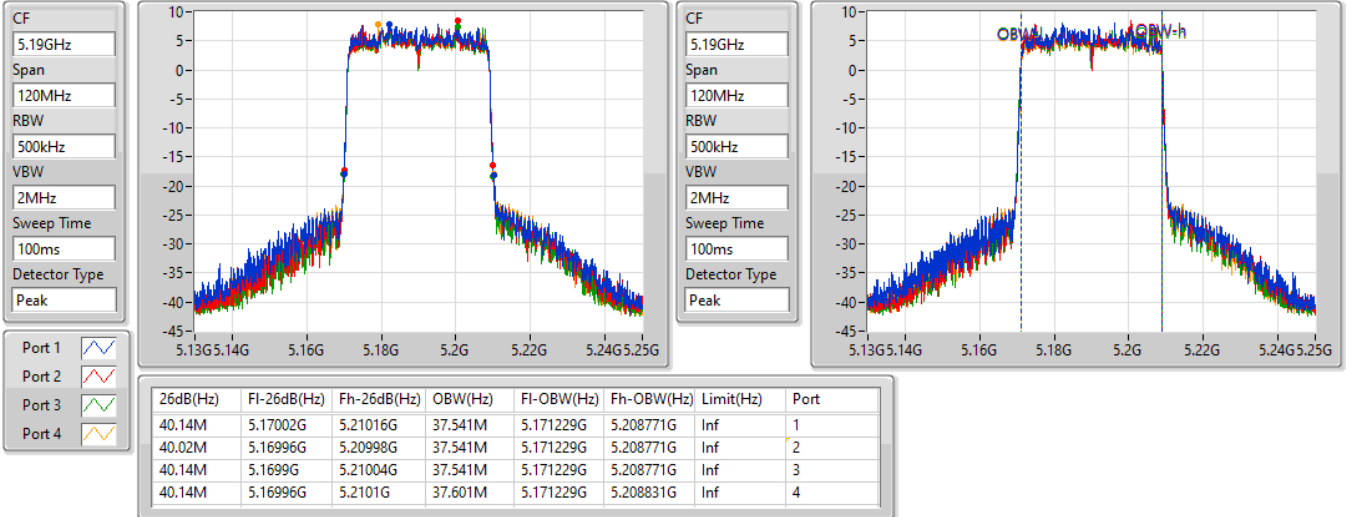 CF
5.19GHz
Span
120MHz
RBW
500kHz
VBW
2MHz
Sweep Time
100ms
Detector Type
Peak
10
5
0
-5
-10
-15
-20
-25
-30
-35
-40
-45
5.13G 5.14G 5.16G 5.18G 5.2G 5.22G 5.24G 5.25G
CF
5.19GHz
Span
120MHz
RBW
500kHz
VBW
2MHz
Sweep Time
100ms
Detector Type
Peak
10
5
0
-5
-10
-15
-20
-25
-30
-35
-40
-45
OBW-h
5.13G 5.14G 5.16G 5.18G 5.2G 5.22G 5.24G 5.25G
Port 1
Port 2
Port 3
Port 4
26dB(Hz) Fl-26dB(Hz) Fh-26dB(Hz) OBW(Hz) Fl-OBW(Hz) Fh-OBW(Hz) Limit(Hz) Port
40.14M 5.17002G 5.21016G 37.541M 5.171229G 5.208771G Inf 1
40.02M 5.16996G 5.20998G 37.541M 5.171229G 5.208771G Inf 2
40.14M 5.1699G 5.21004G 37.541M 5.171229G 5.208771G Inf 3
40.14M 5.16996G 5.2101G 37.601M 5.171229G 5.208831G Inf 4